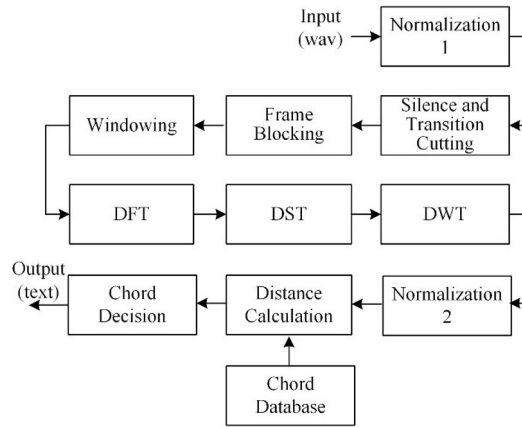 Input
(wav)
Normalization
1
Windowing
Frame
Blocking
Silence and
Transition
Cutting
DFT
DST
DWT
Output
(text)
Chord
Decision
Distance
Calculation
Normalization
2
Chord
Database